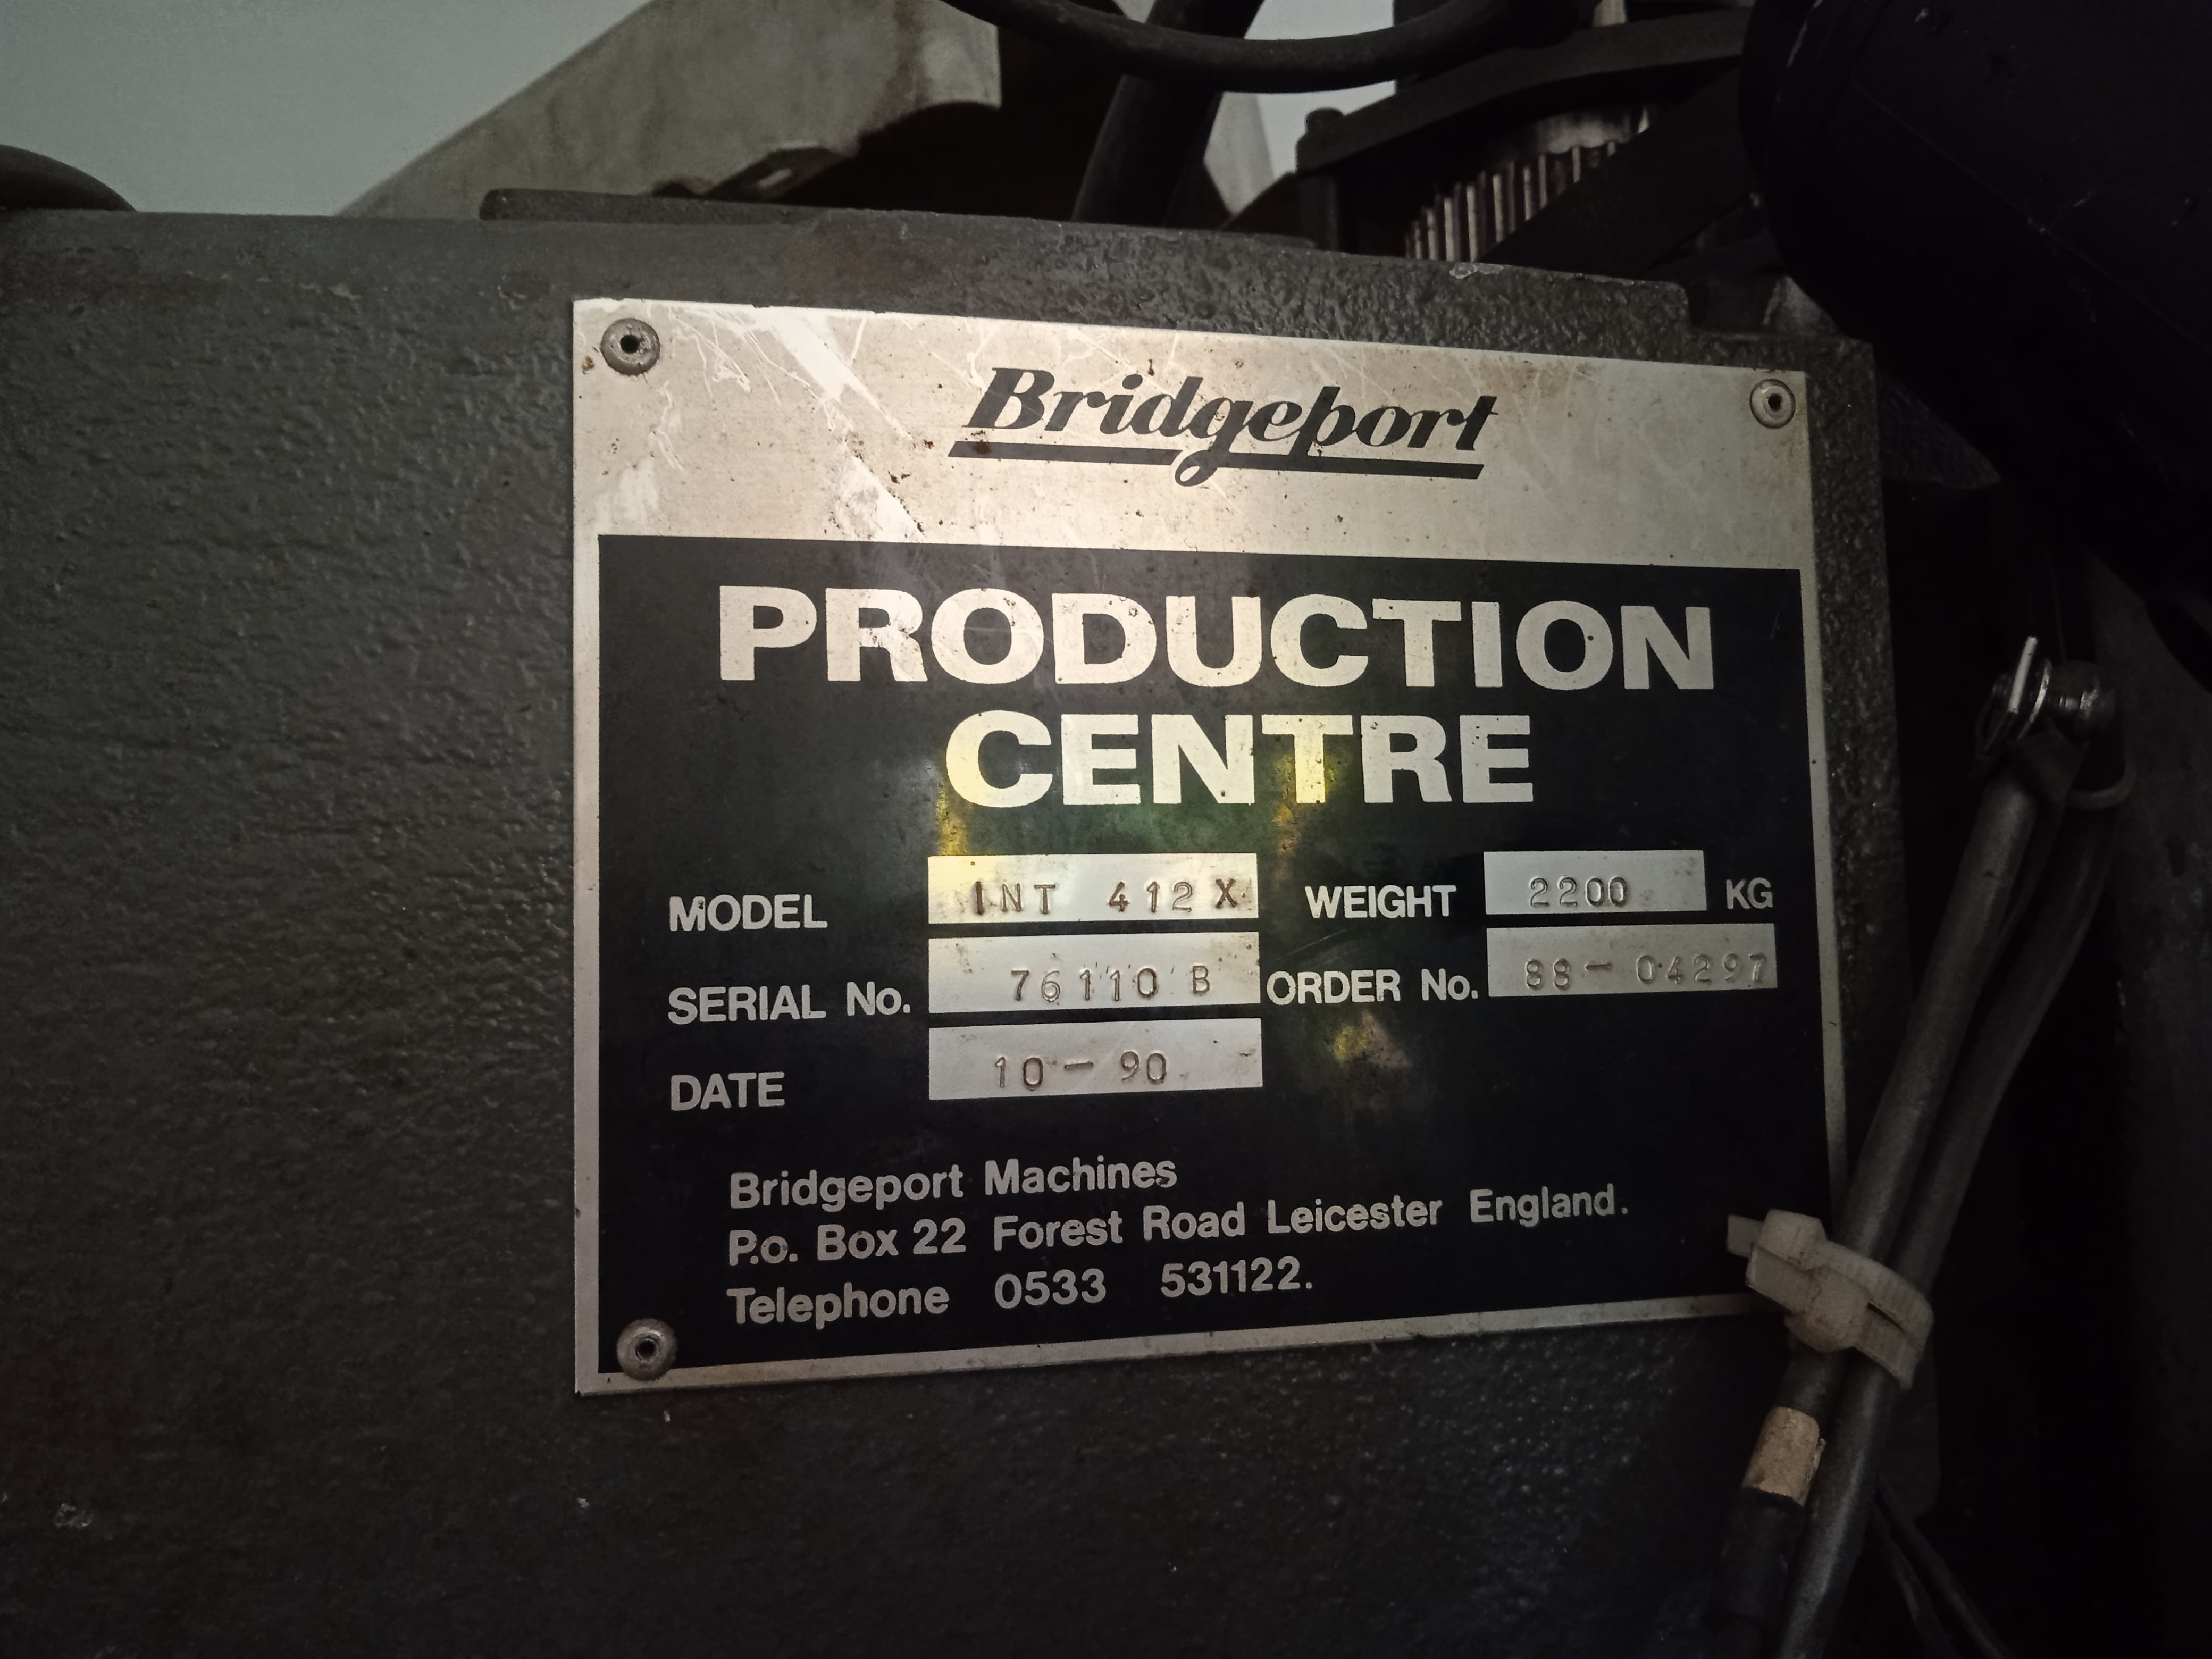 Bridgeport
PRODUCTION
CENTRE
MODEL INT 412X WEIGHT 2200 KG
SERIAL No. 76110 B ORDER No. 88-04297
DATE 10-90
Bridgeport Machines
P.o. Box 22 Forest Road Leicester England.
Telephone 0533 531122.